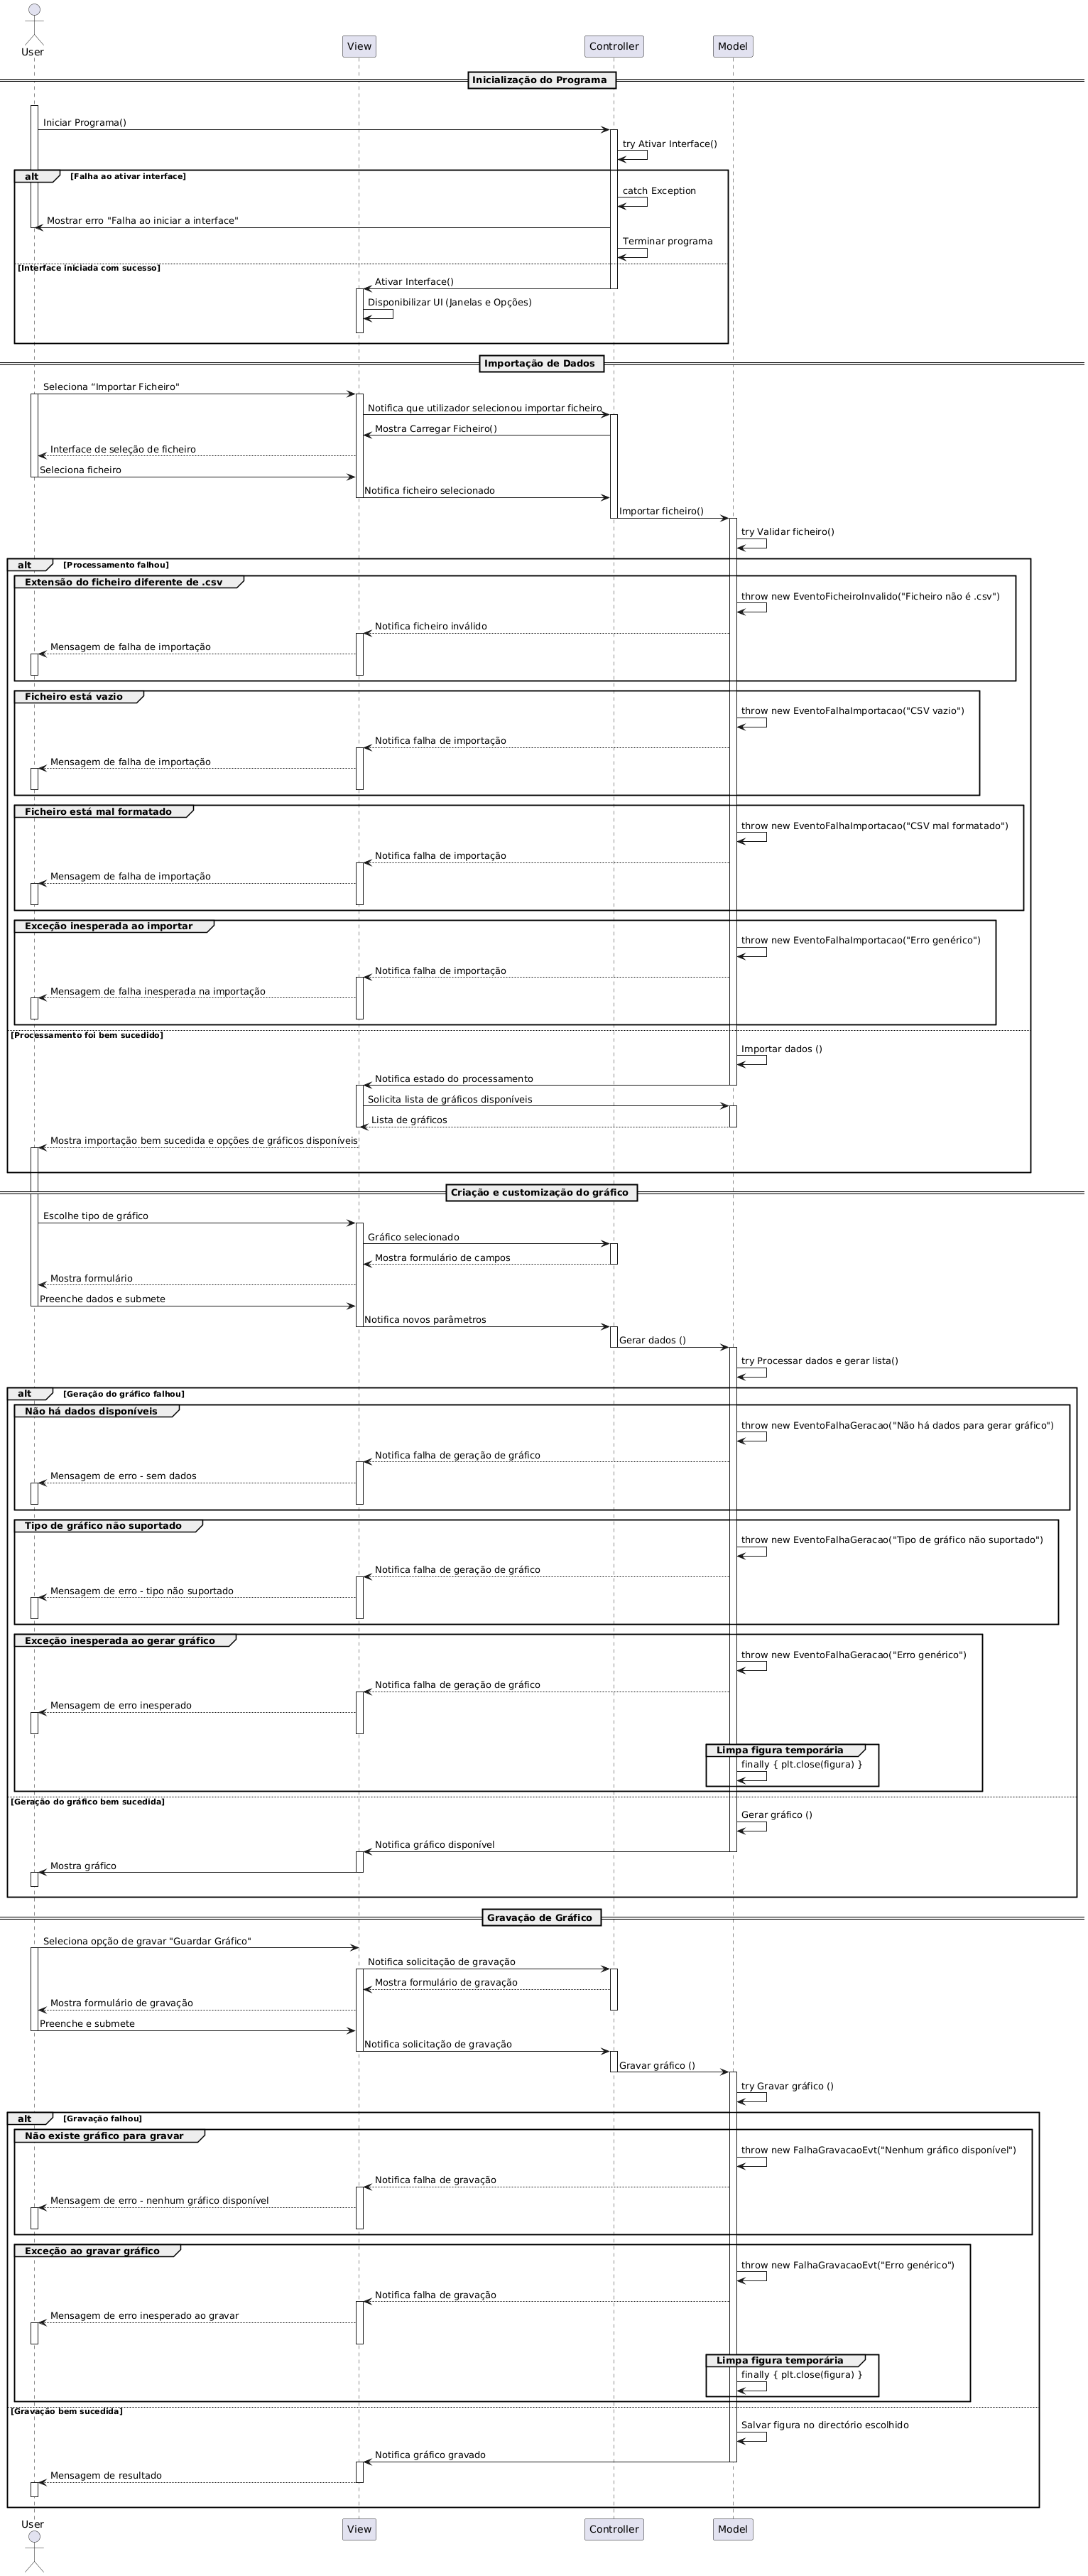 User
View
Controller
Model
Inicialização do Programa
Iniciar Programa()
try Ativar Interface()
alt
[Falha ao ativar interface]
catch Exception
Mostrar erro "Falha ao iniciar a interface"
Terminar programa
[Interface iniciada com sucesso]
Ativar Interface()
Disponibilizar UI (Janelas e Opções)
Importação de Dados
Seleciona “Importar Ficheiro"
Notifica que utilizador selecionou importar ficheiro
Mostra Carregar Ficheiro()
Interface de seleção de ficheiro
Seleciona ficheiro
Notifica ficheiro selecionado
Importar ficheiro()
try Validar ficheiro()
alt
[Processamento falhou]
Extensão do ficheiro diferente de .csv
throw new EventoFicheiroInvalido("Ficheiro não é .csv")
Notifica ficheiro inválido
Mensagem de falha de importação
Ficheiro está vazio
throw new EventoFalhaImportacao("CSV vazio")
Notifica falha de importação
Mensagem de falha de importação
Ficheiro está mal formatado
throw new EventoFalhaImportacao("CSV mal formatado")
Notifica falha de importação
Mensagem de falha de importação
Exceção inesperada ao importar
throw new EventoFalhaImportacao("Erro genérico")
Notifica falha de importação
Mensagem de falha inesperada na importação
[Processamento foi bem sucedido]
Importar dados ()
Notifica estado do processamento
Solicita lista de gráficos disponíveis
Lista de gráficos
Mostra importação bem sucedida e opções de gráficos disponíveis
Criação e customização do gráfico
Escolhe tipo de gráfico
Gráfico selecionado
Mostra formulário de campos
Mostra formulário
Preenche dados e submete
Notifica novos parâmetros
Gerar dados ()
try Processar dados e gerar lista()
alt
[Geração do gráfico falhou]
Não há dados disponíveis
throw new EventoFalhaGeracao("Não há dados para gerar gráfico")
Notifica falha de geração de gráfico
Mensagem de erro - sem dados
Tipo de gráfico não suportado
throw new EventoFalhaGeracao("Tipo de gráfico não suportado")
Notifica falha de geração de gráfico
Mensagem de erro - tipo não suportado
Exceção inesperada ao gerar gráfico
throw new EventoFalhaGeracao("Erro genérico")
Notifica falha de geração de gráfico
Mensagem de erro inesperado
Limpa figura temporária
finally { plt.close(figura) }
[Geração do gráfico bem sucedida]
Gerar gráfico ()
Notifica gráfico disponível
Mostra gráfico
Gravação de Gráfico
Seleciona opção de gravar "Guardar Gráfico"
Notifica solicitação de gravação
Mostra formulário de gravação
Mostra formulário de gravação
Preenche e submete
Notifica solicitação de gravação
Gravar gráfico ()
try Gravar gráfico ()
alt
[Gravação falhou]
Não existe gráfico para gravar
throw new FalhaGravacaoEvt("Nenhum gráfico disponível")
Notifica falha de gravação
Mensagem de erro - nenhum gráfico disponível
Exceção ao gravar gráfico
throw new FalhaGravacaoEvt("Erro genérico")
Notifica falha de gravação
Mensagem de erro inesperado ao gravar
Limpa figura temporária
finally { plt.close(figura) }
[Gravação bem sucedida]
Salvar figura no directório escolhido
Notifica gráfico gravado
Mensagem de resultado
User
View
Controller
Model